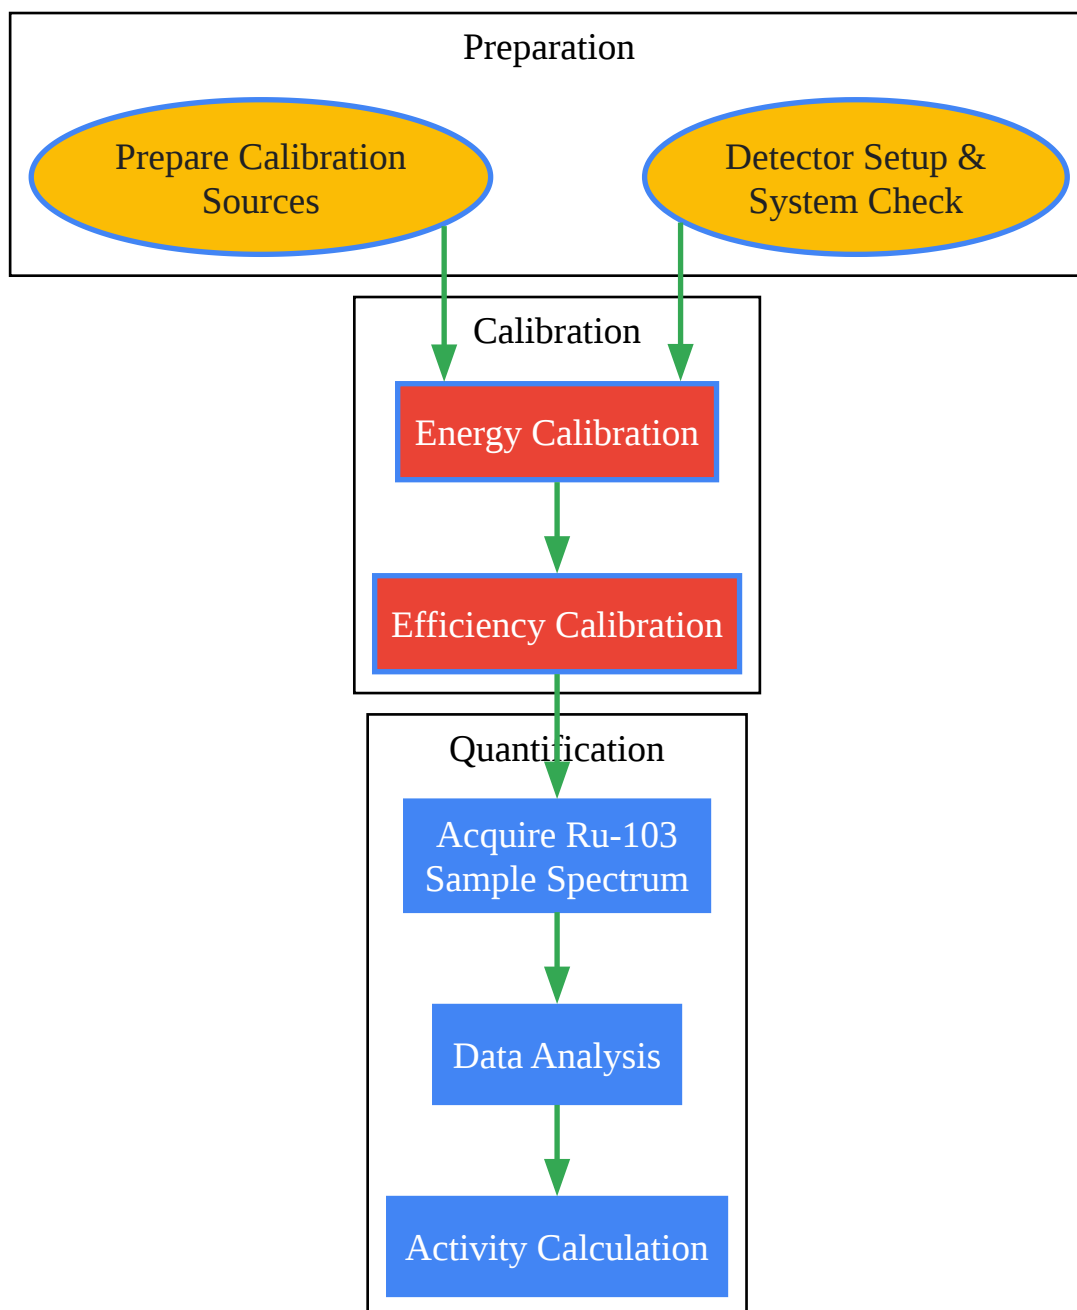 Preparation
Prepare Calibration
Sources
Detector Setup &
System Check
Calibration
Energy Calibration
Efficiency Calibration
Quantification
Acquire Ru-103
Sample Spectrum
Data Analysis
Activity Calculation